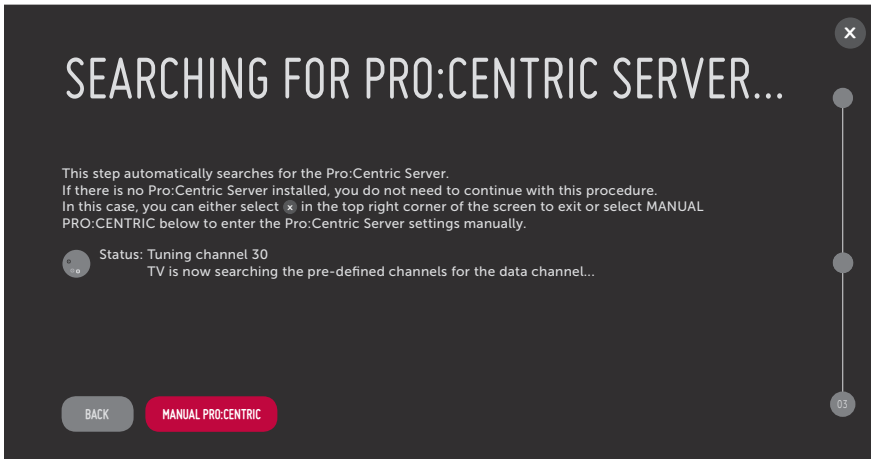 X
SEARCHING FOR PRO:CENTRIC SERVER...
This step automatically searches for the Pro:Centric Server.
If there is no Pro:Centric Server installed, you do not need to continue with this procedure.
In this case, you can either select x in the top right corner of the screen to exit or select MANUAL
PRO:CENTRIC below to enter the Pro:Centric Server settings manually.
Status: Tuning channel 30
TV is now searching the pre-defined channels for the data channel...
BACK
MANUAL PRO:CENTRIC
03